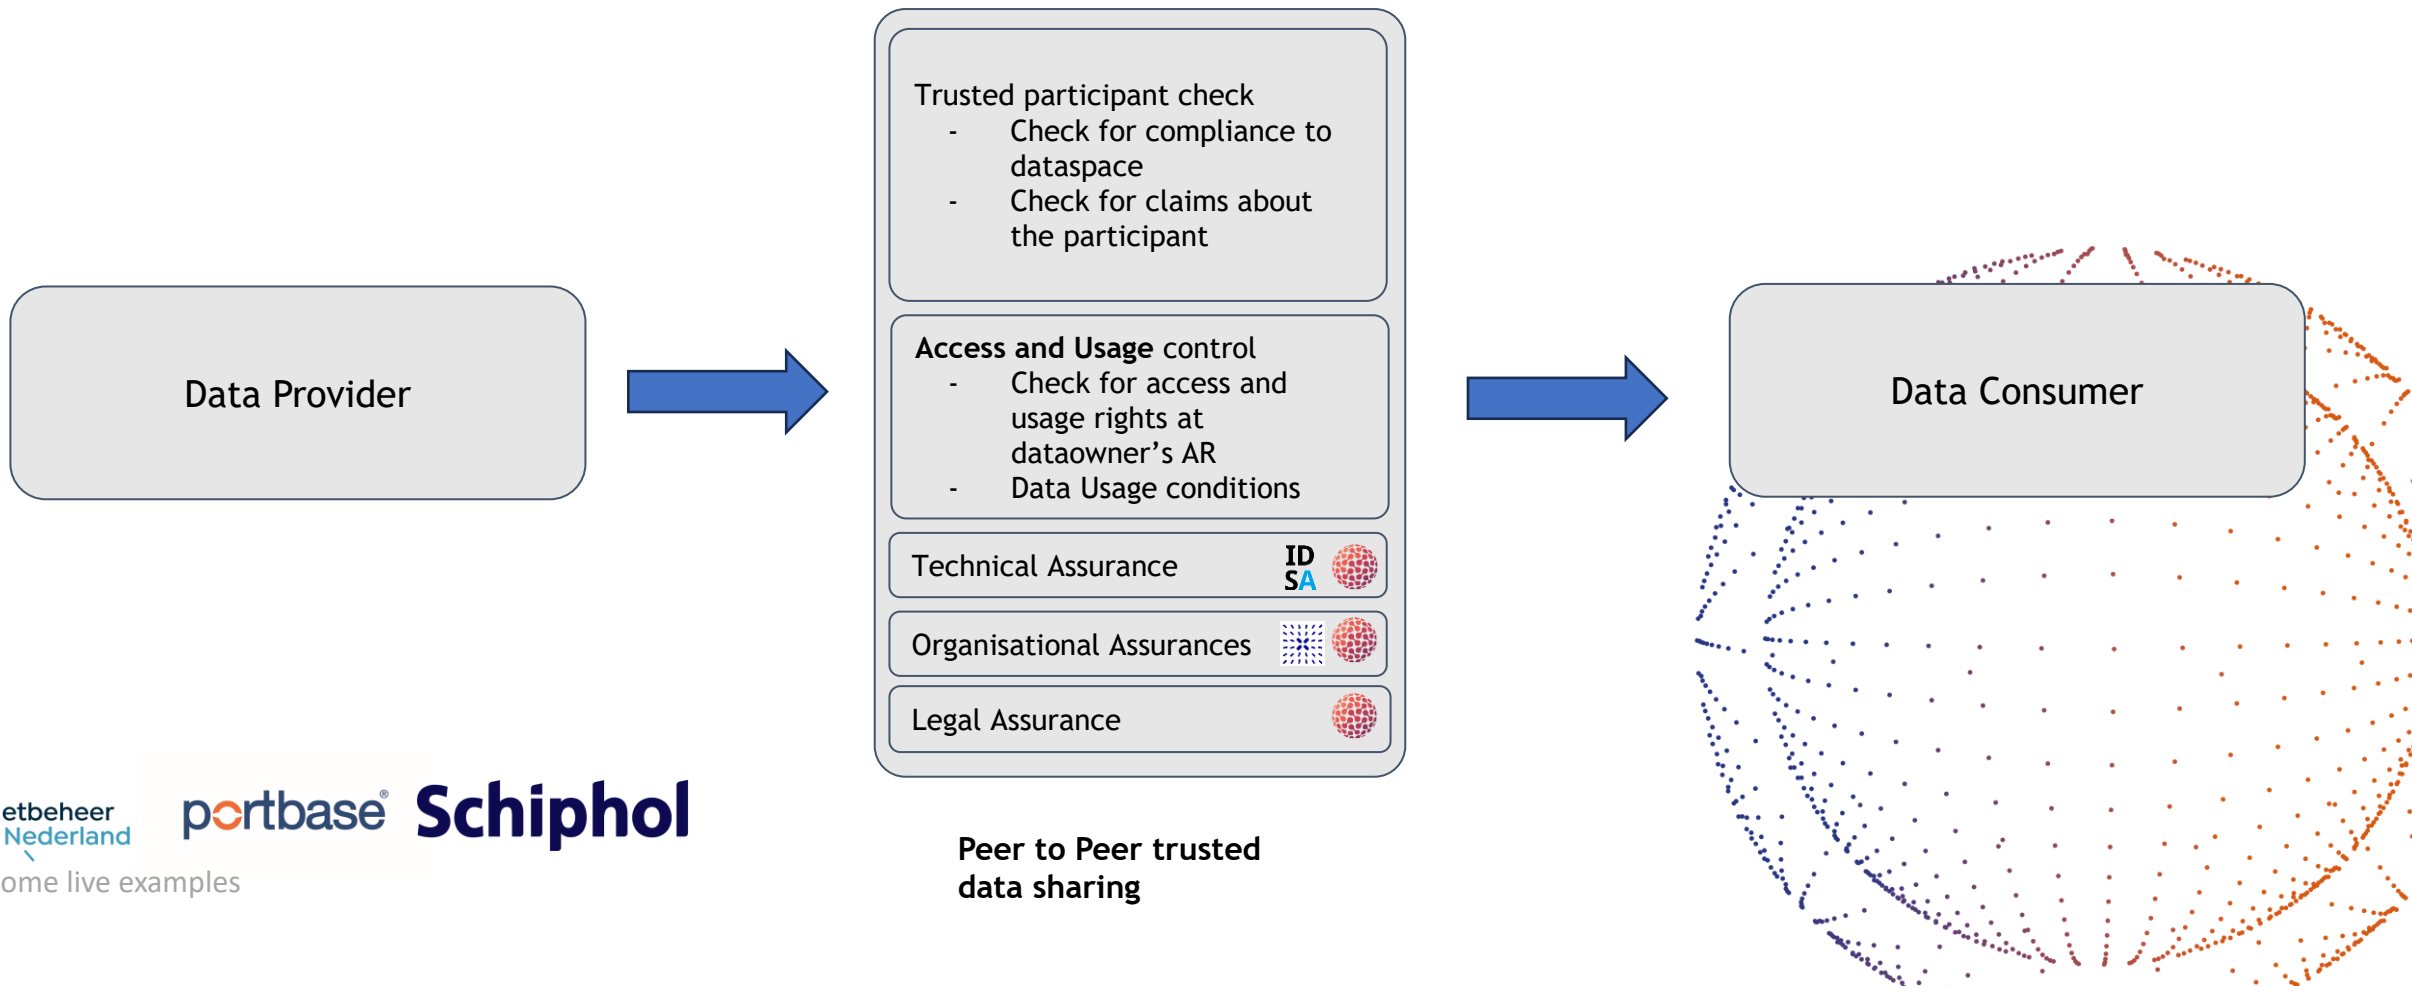 Trusted participant check
- Check for compliance to
dataspace
- Check for claims about
the participant
Data Provider
Access and Usage control
- Check for access and
usage rights at
dataowner’s AR
- Data Usage conditions
Data Consumer
Technical Assurance
ID
SA
Organisational Assurances
Legal Assurance
etbeheer
Nederland
portbase®
Schiphol
ome live examples
Peer to Peer trusted
data sharing